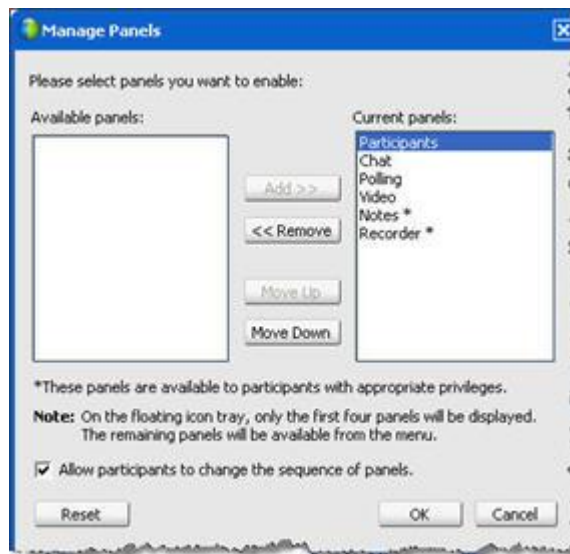 Manage Panels
Please select panels you want to enable:
Available panels:
Current panels:
Participants
Chat
Polling
Video
Notes *
Recorder *
Add >>
<< Remove
Move Up
Move Down
*These panels are available to participants with appropriate privileges.
Note: On the floating icon tray, only the first four panels will be displayed.
The remaining panels will be available from the menu.
Allow participants to change the sequence of panels.
Reset
OK
Cancel